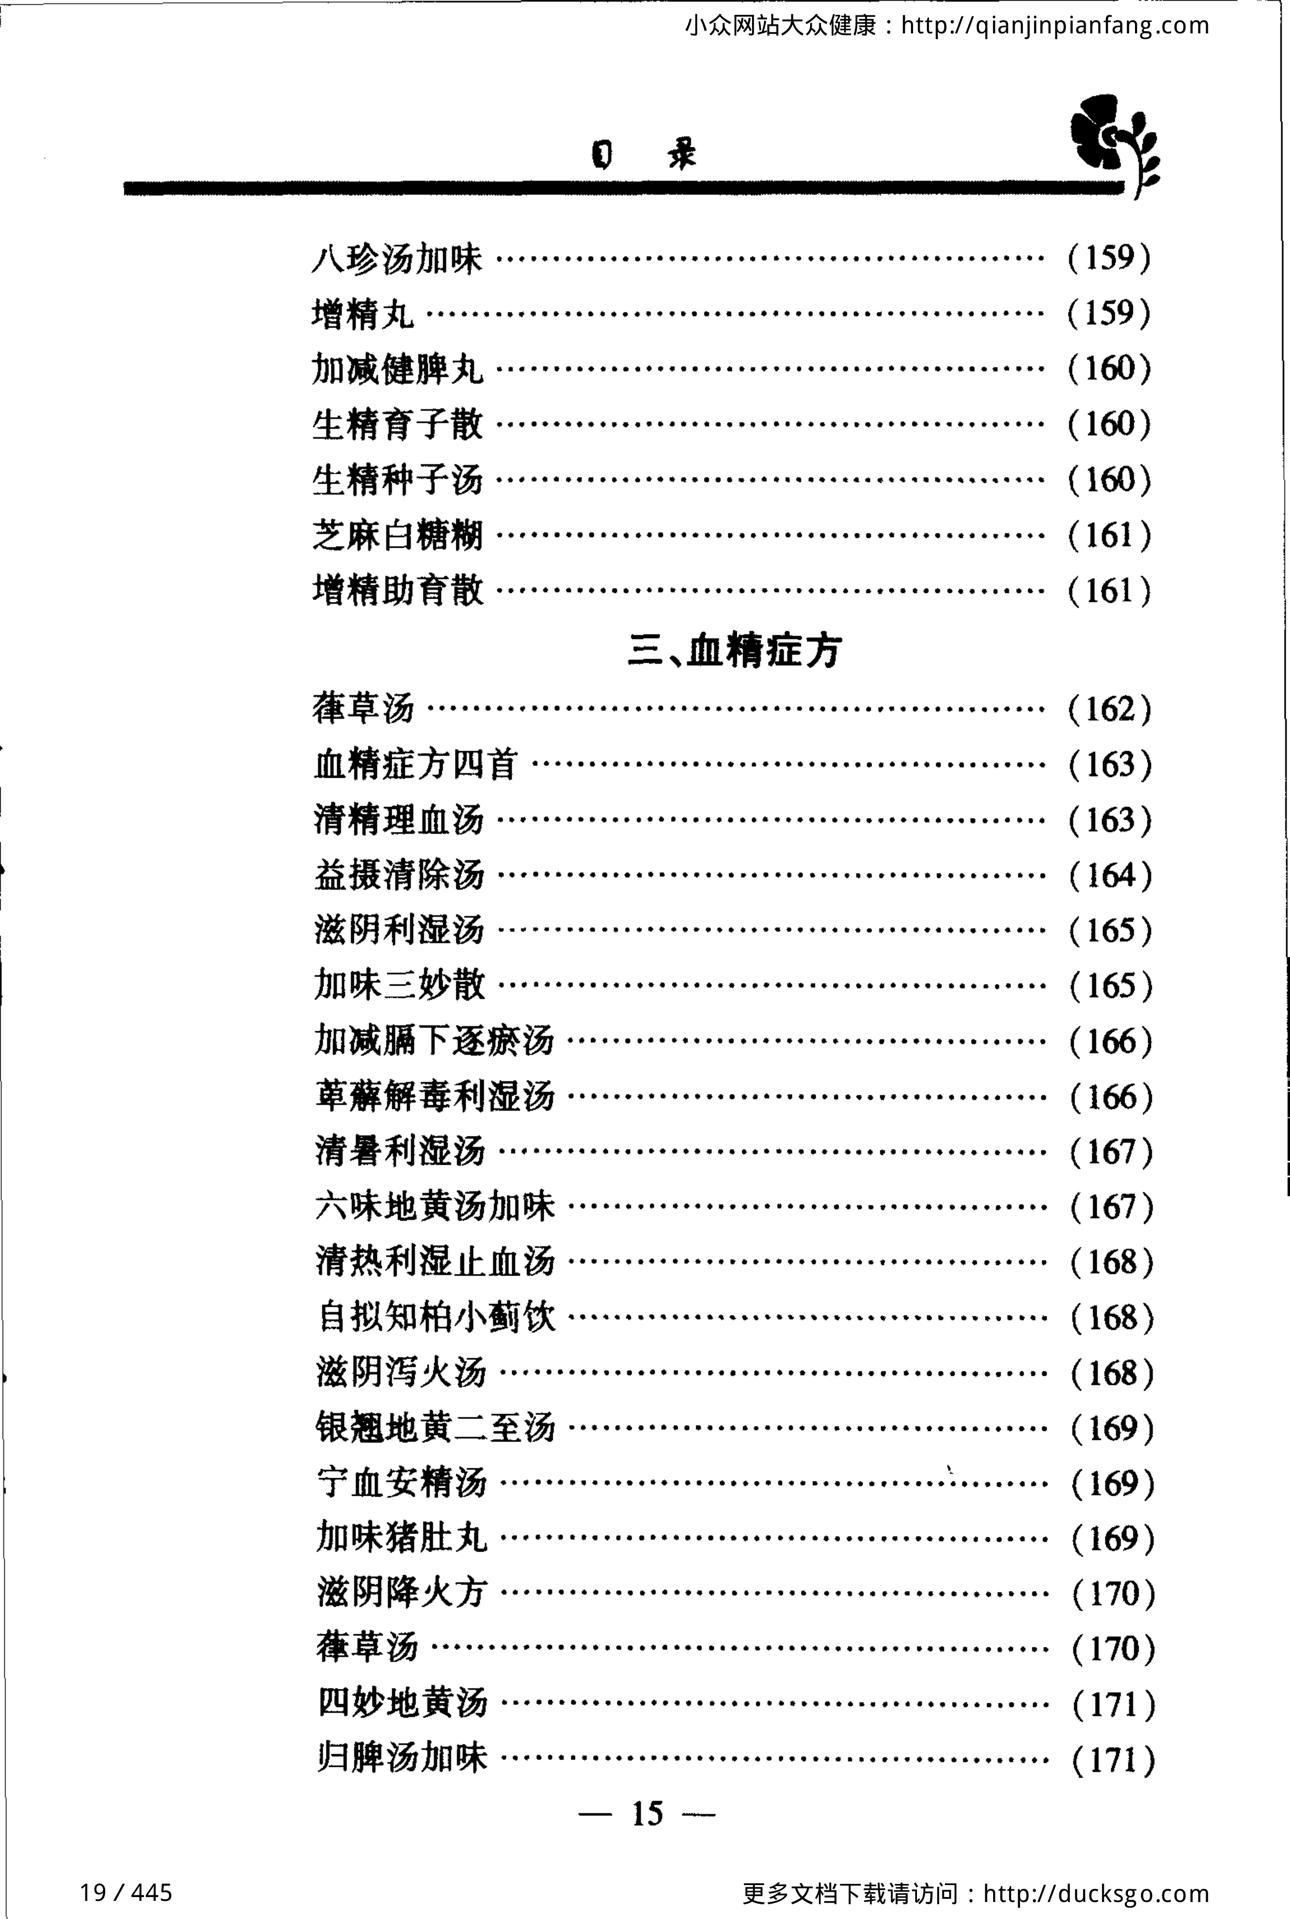 小众网站大众健康：http://qianjinpianfang.com
目 录
八珍汤加味……………………………………………（159）
增精丸…………………………………………………（159）
加减健脾丸……………………………………………（160）
生精育子散……………………………………………（160）
生精种子汤……………………………………………（160）
芝麻白糖糊……………………………………………（161）
增精助育散……………………………………………（161）
三、血精症方
葎草汤…………………………………………………（162）
血精症方四首…………………………………………（163）
清精理血汤……………………………………………（163）
益摄清除汤……………………………………………（164）
滋阴利湿汤……………………………………………（165）
加味三妙散……………………………………………（165）
加减膈下逐瘀汤………………………………………（166）
萆薢解毒利湿汤………………………………………（166）
清暑利湿汤……………………………………………（167）
六味地黄汤加味………………………………………（167）
清热利湿止血汤………………………………………（168）
自拟知柏小蓟饮………………………………………（168）
滋阴泻火汤……………………………………………（168）
银翘地黄二至汤………………………………………（169）
宁血安精汤……………………………………………（169）
加味猪肚丸……………………………………………（169）
滋阴降火方……………………………………………（170）
葎草汤…………………………………………………（170）
四妙地黄汤……………………………………………（171）
归脾汤加味……………………………………………（171）
— 15 —
19 / 445
更多文档下载请访问：http://ducksgo.com